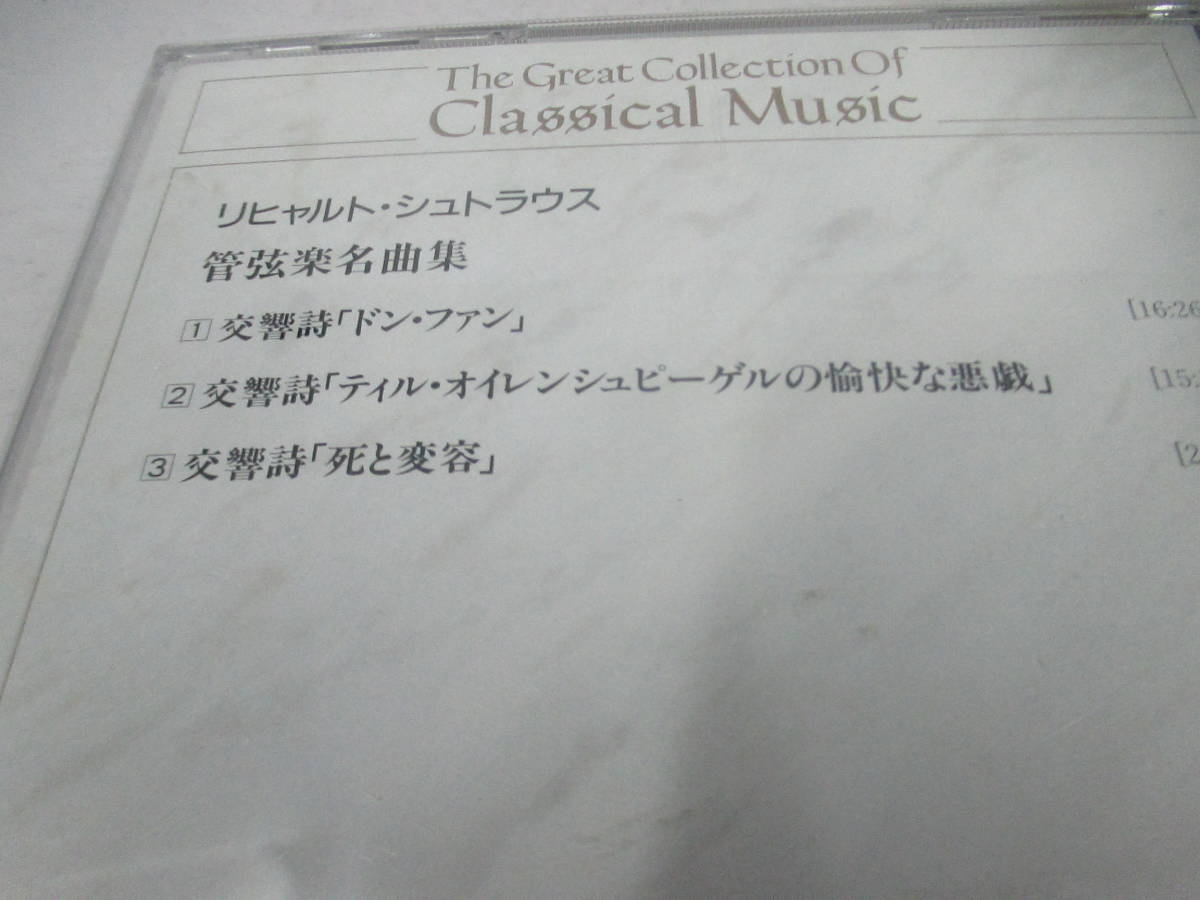 The Great Collection Of
Classical Music
リヒャルト・シュトラウス
管弦楽名曲集
1 交響詩「ドン・ファン」 [16:26
2 交響詩「ティル・オイレンシュピーゲルの愉快な悪戯」 [15:
3 交響詩「死と変容」 [2